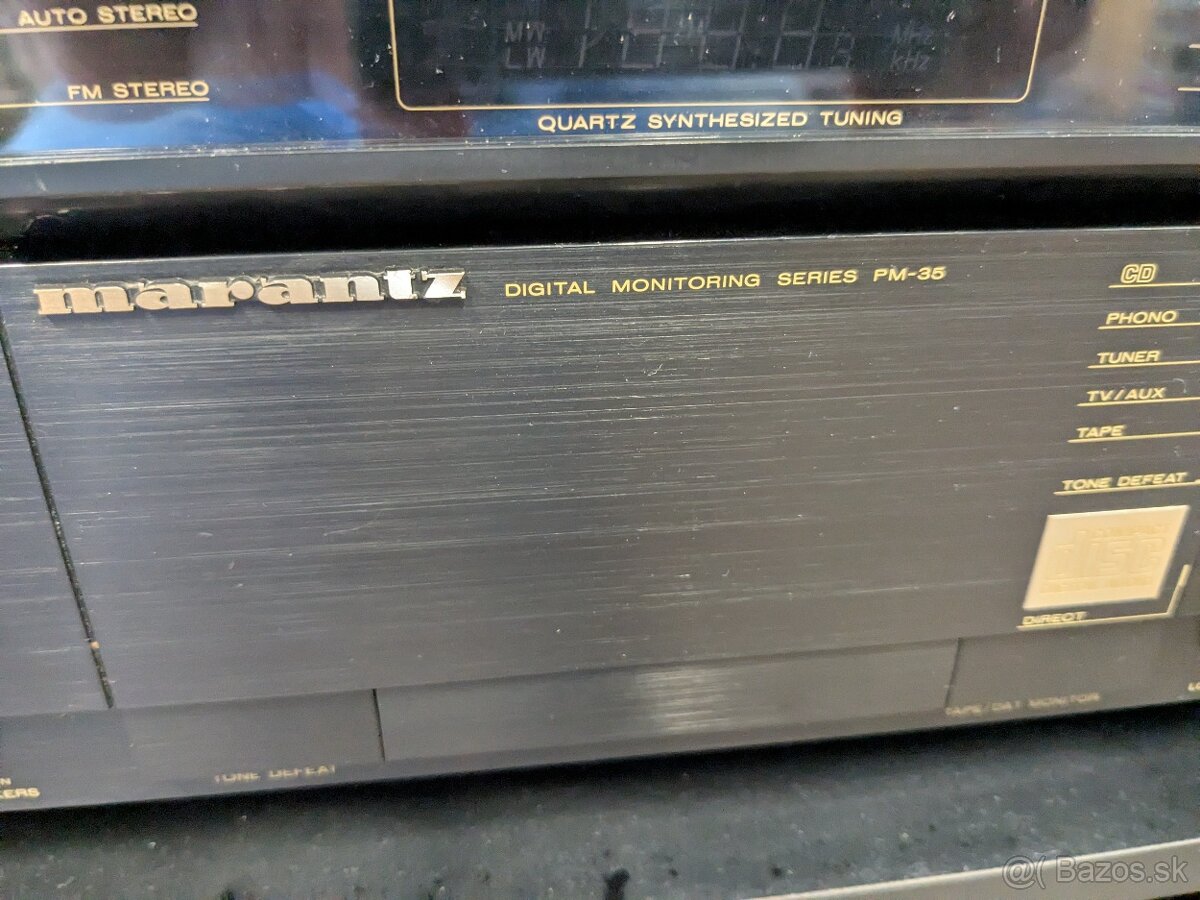 AUTO STEREO
FM STEREO
MW
LW
MHz
kHz
QUARTZ SYNTHESIZED TUNING
marantz
DIGITAL MONITORING SERIES PM-35
CD
PHONO
TUNER
TV/AUX
TAPE
TONE DEFEAT
disc
DIRECT
TAPE/DAT MONITOR
TONE DEFEAT
@( Bazos.sk